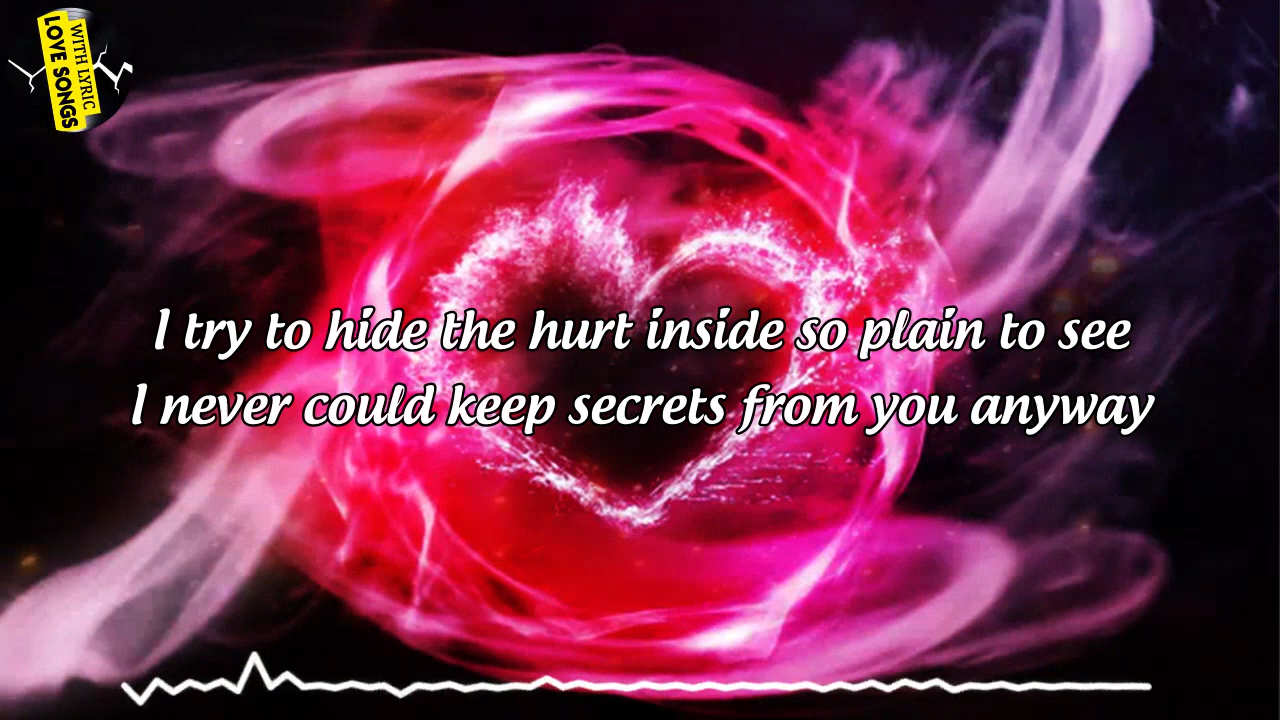 WITH LYRIC
LOVE SONGS
I try to hide the hurt inside so plain to see
I never could keep secrets from you anyway